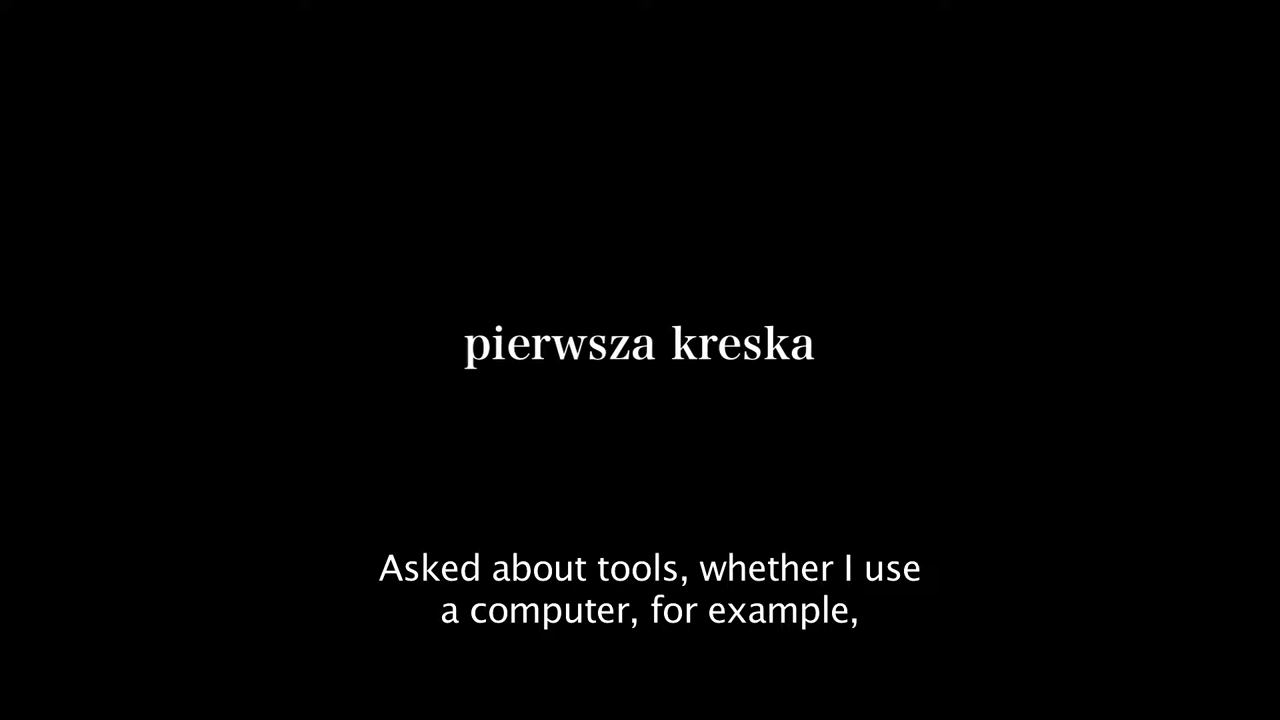 pierwsza kreska
Asked about tools, whether I use
a computer, for example,